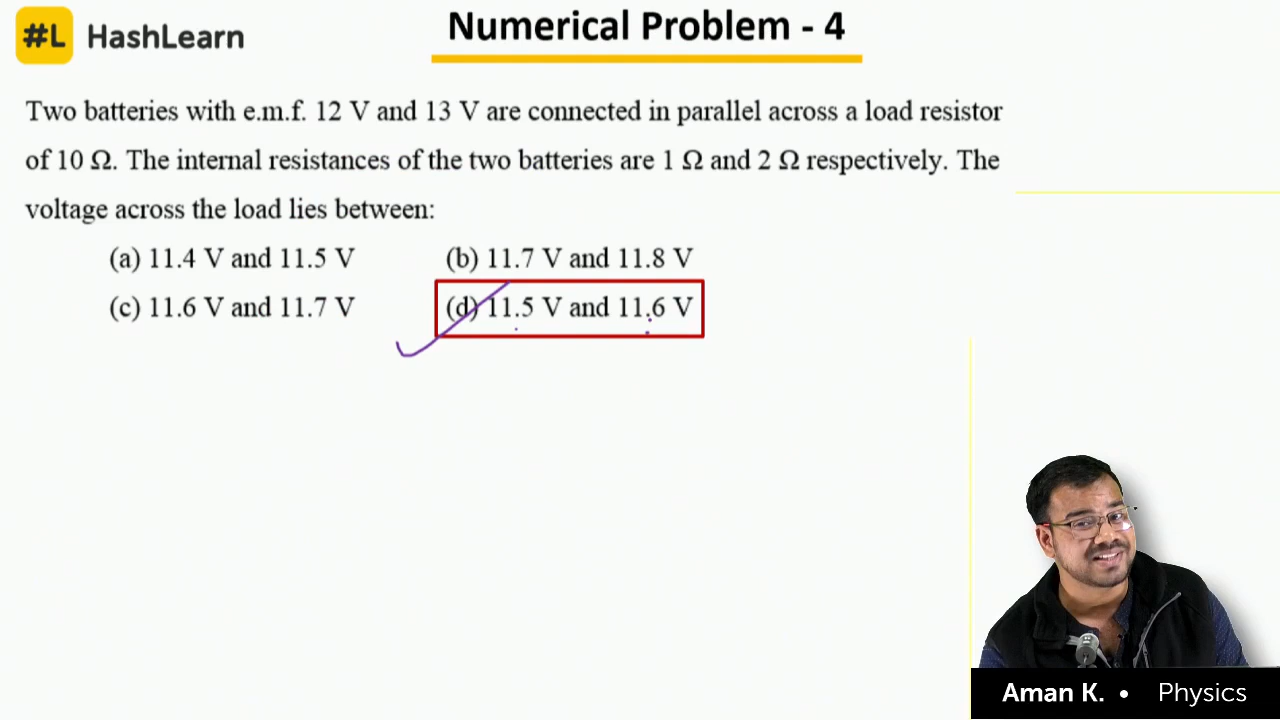 #L HashLearn
Numerical Problem - 4
Two batteries with e.m.f. 12 V and 13 V are connected in parallel across a load resistor
of 10 Ω. The internal resistances of the two batteries are 1 Ω and 2 Ω respectively. The
voltage across the load lies between:
(a) 11.4 V and 11.5 V (b) 11.7 V and 11.8 V
(c) 11.6 V and 11.7 V (d) 11.5 V and 11.6 V
Aman K. • Physics